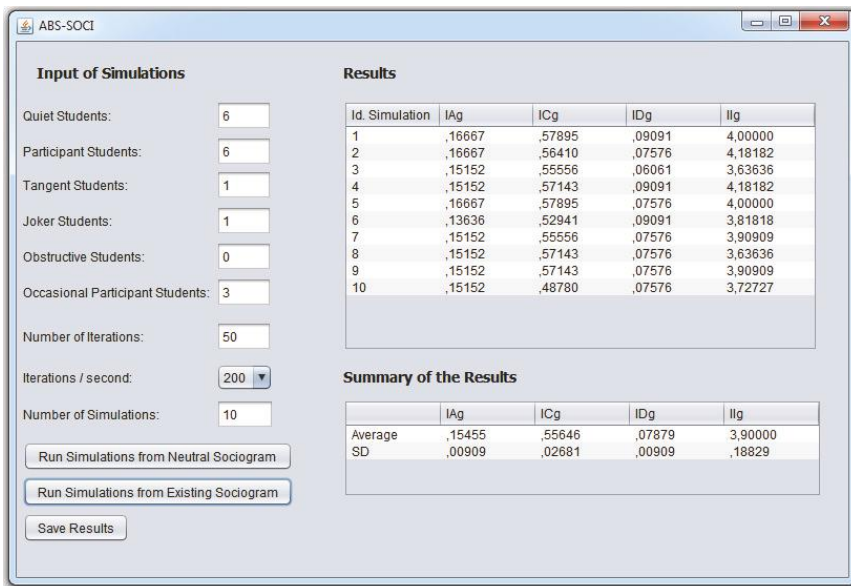 ABS-SOCI
Input of Simulations
Quiet Students: 6
Participant Students: 6
Tangent Students: 1
Joker Students: 1
Obstructive Students: 0
Occasional Participant Students: 3
Number of Iterations: 50
Iterations / second: 200
Number of Simulations: 10
Run Simulations from Neutral Sociogram
Run Simulations from Existing Sociogram
Save Results
Results
Id. Simulation IAg ICg IDg IIg
1 ,16667 ,57895 ,09091 4,00000
2 ,16667 ,56410 ,07576 4,18182
3 ,15152 ,55556 ,06061 3,63636
4 ,15152 ,57143 ,09091 4,18182
5 ,16667 ,57895 ,07576 4,00000
6 ,13636 ,52941 ,09091 3,81818
7 ,15152 ,55556 ,07576 3,90909
8 ,15152 ,57143 ,07576 3,63636
9 ,15152 ,57143 ,07576 3,90909
10 ,15152 ,48780 ,07576 3,72727
Summary of the Results
IAg ICg IDg IIg
Average ,15455 ,55646 ,07879 3,90000
SD ,00909 ,02681 ,00909 ,18829